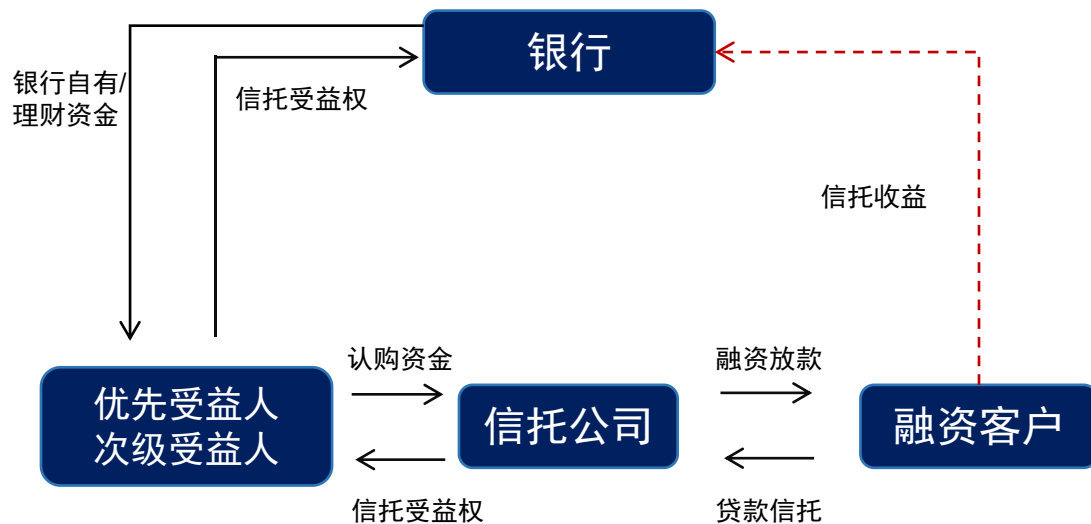 银行
银行自有/
理财资金
信托受益权
信托收益
认购资金
融资放款
优先受益人
次级受益人
信托公司
融资客户
信托受益权
贷款信托